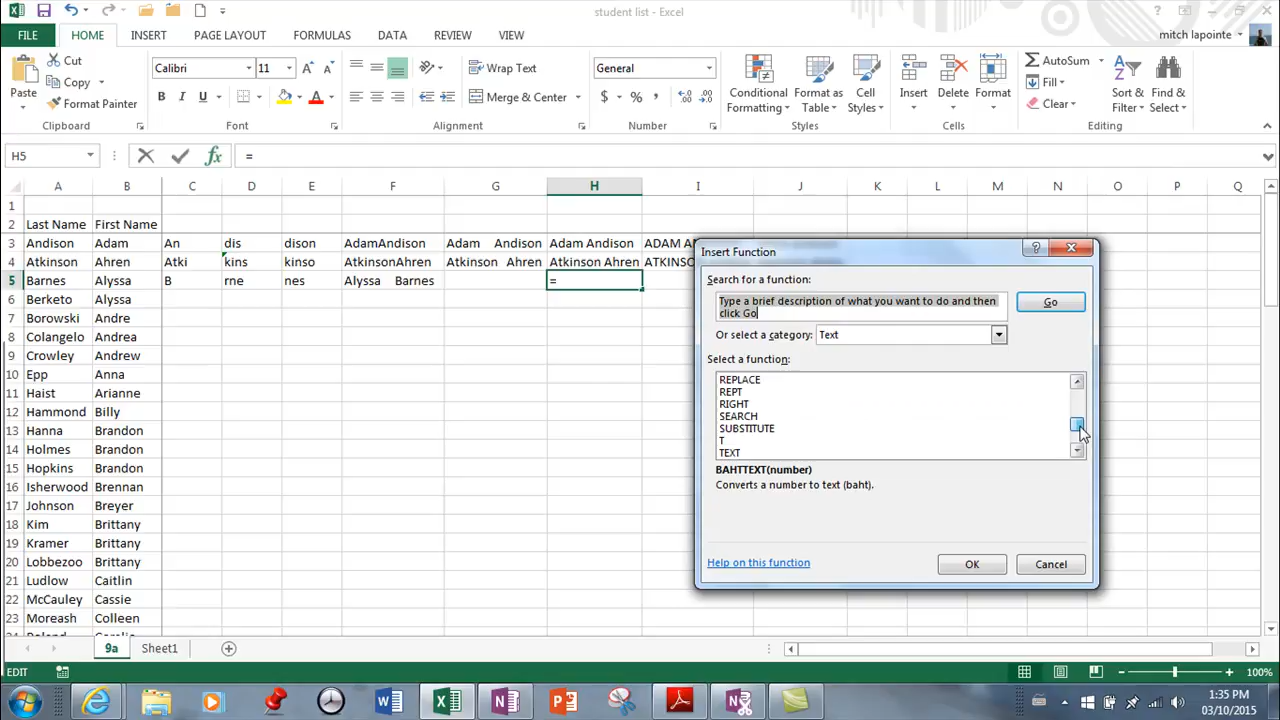 student list - Excel
FILE HOME INSERT PAGE LAYOUT FORMULAS DATA REVIEW VIEW mitch lapointe
Paste Cut Copy Format Painter Clipboard
Calibri 11 B I U A Font
Wrap Text Merge & Center Alignment
General $ % , Number
Conditional Formatting Format as Table Cell Styles Styles
Insert Delete Format Cells
AutoSum Fill Clear Sort & Filter Find & Select Editing
H5 fx =
A B C D E F G H I J K L M N O P Q
1
2 Last Name First Name
3 Andison Adam An dis dison AdamAndison Adam Andison Adam Andison
4 Atkinson Ahren Atki kins kinso AtkinsonAhren Atkinson Ahren Atkinson Ahren ATKINSO
5 Barnes Alyssa B rne nes Alyssa Barnes =
6 Berketo Alyssa
7 Borowski Andre
8 Colangelo Andrea
9 Crowley Andrew
10 Epp Anna
11 Haist Arianne
12 Hammond Billy
13 Hanna Brandon
14 Holmes Brandon
15 Hopkins Brandon
16 Isherwood Brennan
17 Johnson Breyer
18 Kim Brittany
19 Kramer Brittany
20 Lobbezoo Brittany
21 Ludlow Caitlin
22 McCauley Cassie
23 Moreash Colleen
Insert Function
Search for a function:
Type a brief description of what you want to do and then
click Go
Go
Or select a category: Text
Select a function:
REPLACE
REPT
RIGHT
SEARCH
SUBSTITUTE
T
TEXT
BAHTTEXT(number)
Converts a number to text (baht).
Help on this function OK Cancel
9a Sheet1
EDIT 100%
1:35 PM
03/10/2015